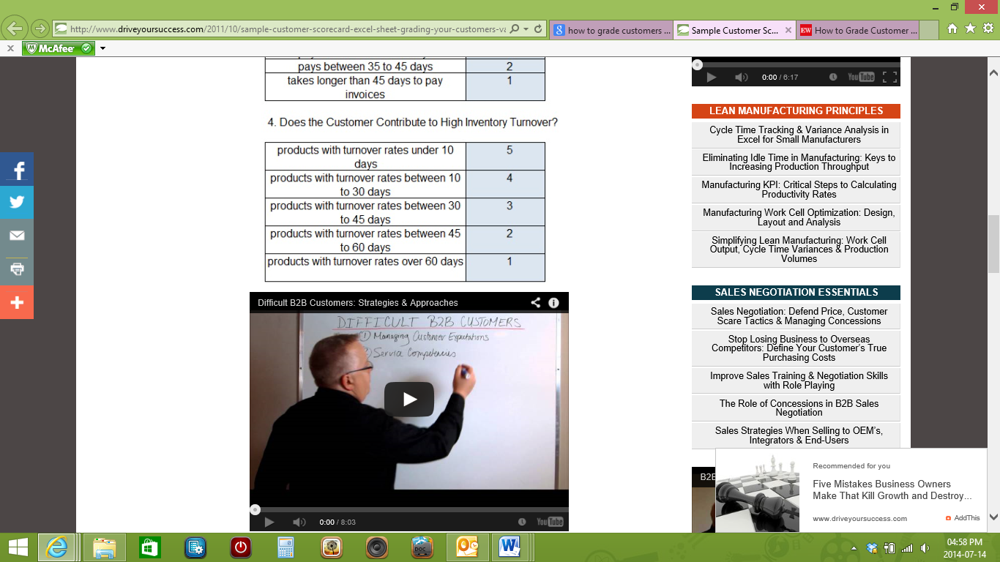 http://www.driveyoursuccess.com/2011/10/sample-customer-scorecard-excel-sheet-grading-your-customers-va
how to grade customers ...
Sample Customer Sc...
How to Grade Customer ...
McAfee
pays between 35 to 45 days 2
takes longer than 45 days to pay
invoices
1
4. Does the Customer Contribute to High Inventory Turnover?
products with turnover rates under 10
days
5
products with turnover rates between 10
to 30 days
4
products with turnover rates between 30
to 45 days
3
products with turnover rates between 45
to 60 days
2
products with turnover rates over 60 days 1
Difficult B2B Customers: Strategies & Approaches
DIFFICULT B2B CUSTOMERS
1 Managing Customer Expectations
Service Competencies
0:00 / 8:03
YouTube
0:00 / 6:17
YouTube
LEAN MANUFACTURING PRINCIPLES
Cycle Time Tracking & Variance Analysis in
Excel for Small Manufacturers
Eliminating Idle Time in Manufacturing: Keys to
Increasing Production Throughput
Manufacturing KPI: Critical Steps to Calculating
Productivity Rates
Manufacturing Work Cell Optimization: Design,
Layout and Analysis
Simplifying Lean Manufacturing: Work Cell
Output, Cycle Time Variances & Production
Volumes
SALES NEGOTIATION ESSENTIALS
Sales Negotiation: Defend Price, Customer
Scare Tactics & Managing Concessions
Stop Losing Business to Overseas
Competitors: Define Your Customer's True
Purchasing Costs
Improve Sales Training & Negotiation Skills
with Role Playing
The Role of Concessions in B2B Sales
Negotiation
Sales Strategies When Selling to OEM's,
Integrators & End-Users
B2B
Recommended for you
Five Mistakes Business Owners
Make That Kill Growth and Destroy...
www.driveyoursuccess.com
AddThis
DOC
04:58 PM
2014-07-14